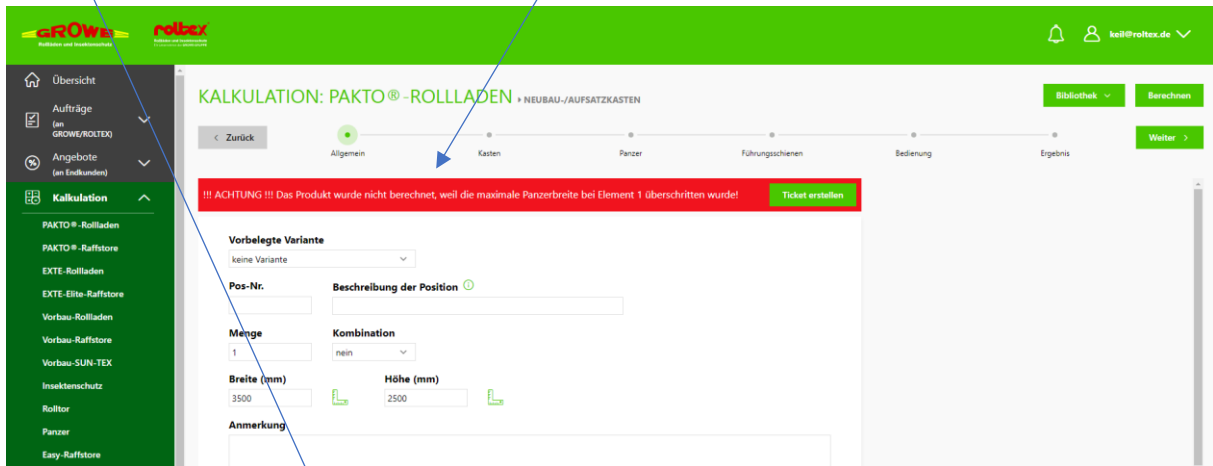 GROWE
Rollläden und Insektenschutz
roltex
keil@roltex.de
Übersicht
Aufträge
(an
GROWE/ROLTEX)
Angebote
(an Endkunden)
Kalkulation
PAKTO®-Rollladen
PAKTO®-Raffstore
EXTE-Rollladen
EXTE-Elite-Raffstore
Vorbau-Rollladen
Vorbau-Raffstore
Vorbau-SUN-TEX
Insektenschutz
Rolltor
Panzer
Easy-Raffstore
KALKULATION: PAKTO®-ROLLLADEN NEUBAU-/AUFSATZKASTEN
Bibliothek
Berechnen
< Zurück
Allgemein
Kasten
Panzer
Führungsschienen
Bedienung
Ergebnis
Weiter >
!!! ACHTUNG !!! Das Produkt wurde nicht berechnet, weil die maximale Panzerbreite bei Element 1 überschritten wurde!
Ticket erstellen
Vorbelegte Variante
keine Variante
Pos-Nr. Beschreibung der Position
Menge Kombination
1 nein
Breite (mm) Höhe (mm)
3500 2500
Anmerkung